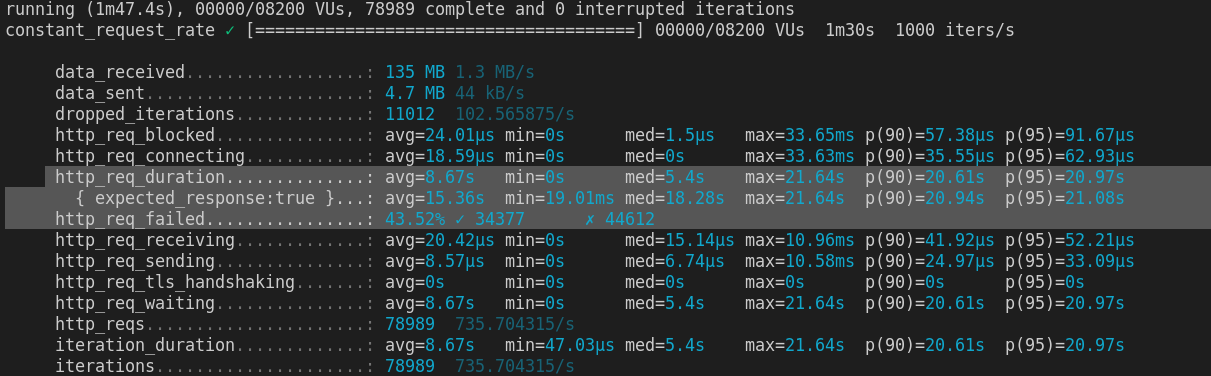 running (1m47.4s), 00000/08200 VUs, 78989 complete and 0 interrupted iterations
constant_request_rate ✓ [======================================] 00000/08200 VUs  1m30s  1000 iters/s
data_received..................: 135 MB 1.3 MB/s
data_sent......................: 4.7 MB 44 kB/s
dropped_iterations.............: 11012  102.565875/s
http_req_blocked...............: avg=24.01µs min=0s      med=1.5µs   max=33.65ms p(90)=57.38µs p(95)=91.67µs
http_req_connecting............: avg=18.59µs min=0s      med=0s      max=33.63ms p(90)=35.55µs p(95)=62.93µs
http_req_duration..............: avg=8.67s   min=0s      med=5.4s    max=21.64s  p(90)=20.61s  p(95)=20.97s
{ expected_response:true }...: avg=15.36s  min=19.01ms med=18.28s  max=21.64s  p(90)=20.94s  p(95)=21.08s
http_req_failed................: 43.52% ✓ 34377      ✗ 44612
http_req_receiving.............: avg=20.42µs min=0s      med=15.14µs max=10.96ms p(90)=41.92µs p(95)=52.21µs
http_req_sending...............: avg=8.57µs  min=0s      med=6.74µs  max=10.58ms p(90)=24.97µs p(95)=33.09µs
http_req_tls_handshaking.......: avg=0s      min=0s      med=0s      max=0s      p(90)=0s      p(95)=0s
http_req_waiting...............: avg=8.67s   min=0s      med=5.4s    max=21.64s  p(90)=20.61s  p(95)=20.97s
http_reqs......................: 78989  735.704315/s
iteration_duration.............: avg=8.67s   min=47.03µs med=5.4s    max=21.64s  p(90)=20.61s  p(95)=20.97s
iterations.....................: 78989  735.704315/s